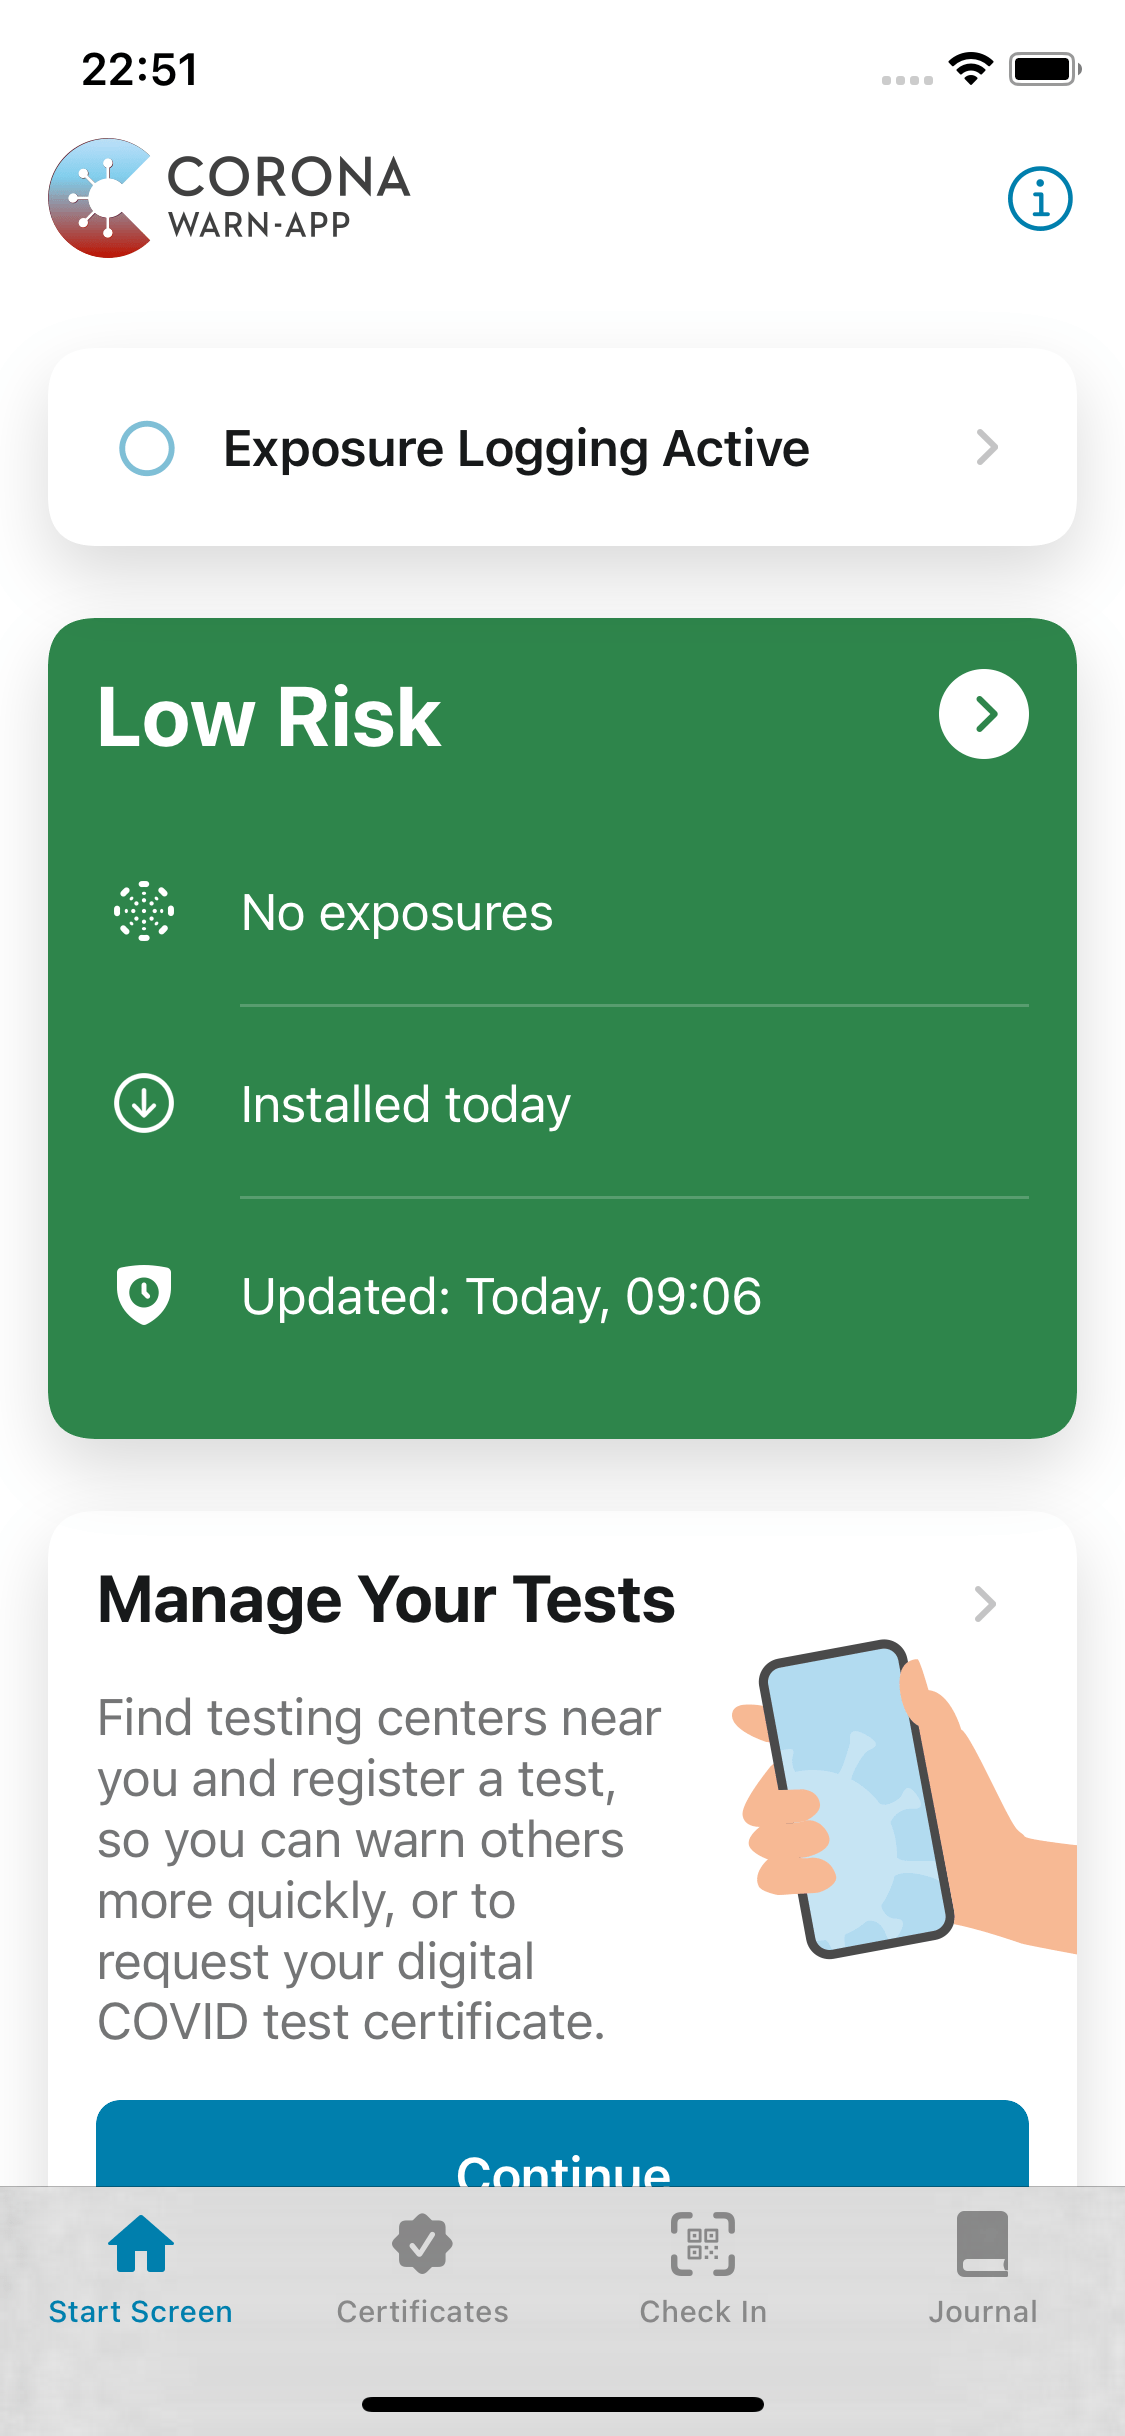 22:51
CORONA
WARN-APP
Exposure Logging Active
Low Risk
No exposures
Installed today
Updated: Today, 09:06
Manage Your Tests
Find testing centers near
you and register a test,
so you can warn others
more quickly, or to
request your digital
COVID test certificate.
Continue
Start Screen
Certificates
Check In
Journal